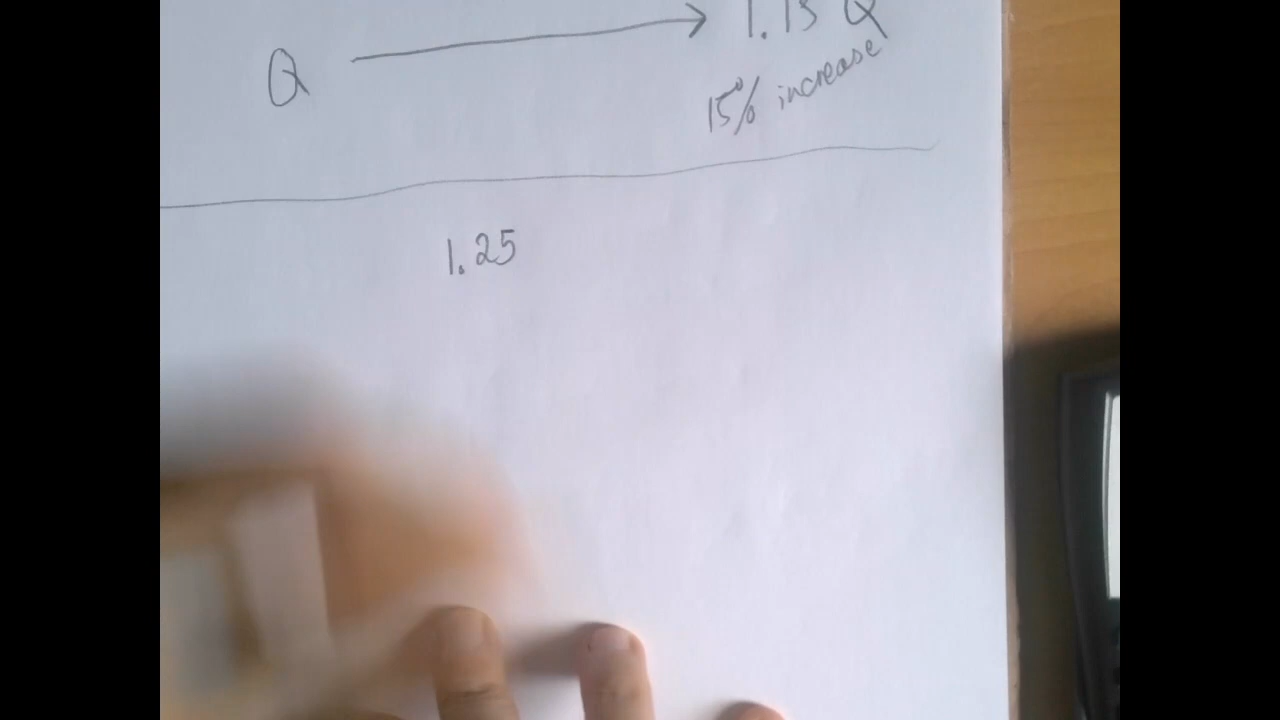 Q → 1.15 Q
15% increase
1.25